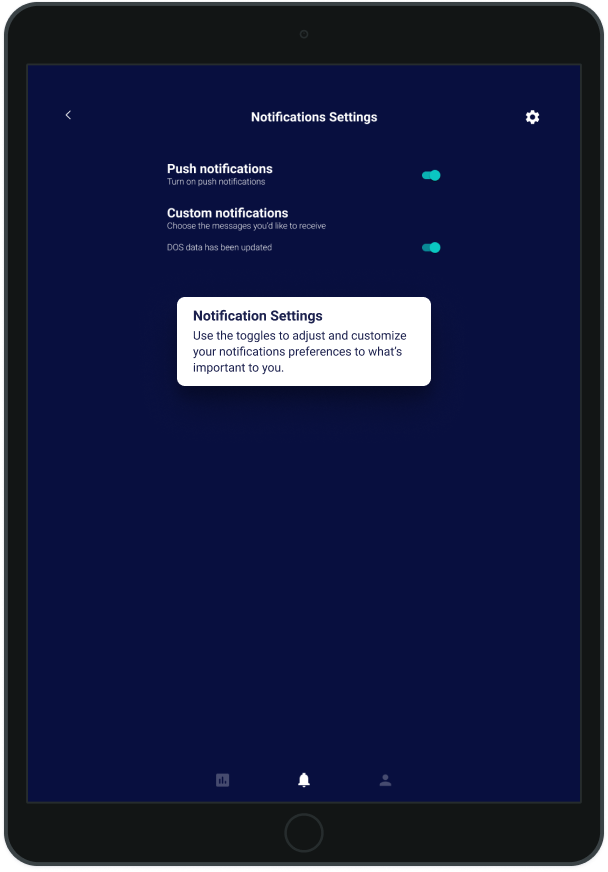 Notifications Settings
Push notifications
Turn on push notifications
Custom notifications
Choose the messages you'd like to receive
DOS data has been updated
Notification Settings
Use the toggles to adjust and customize
your notifications preferences to what's
important to you.